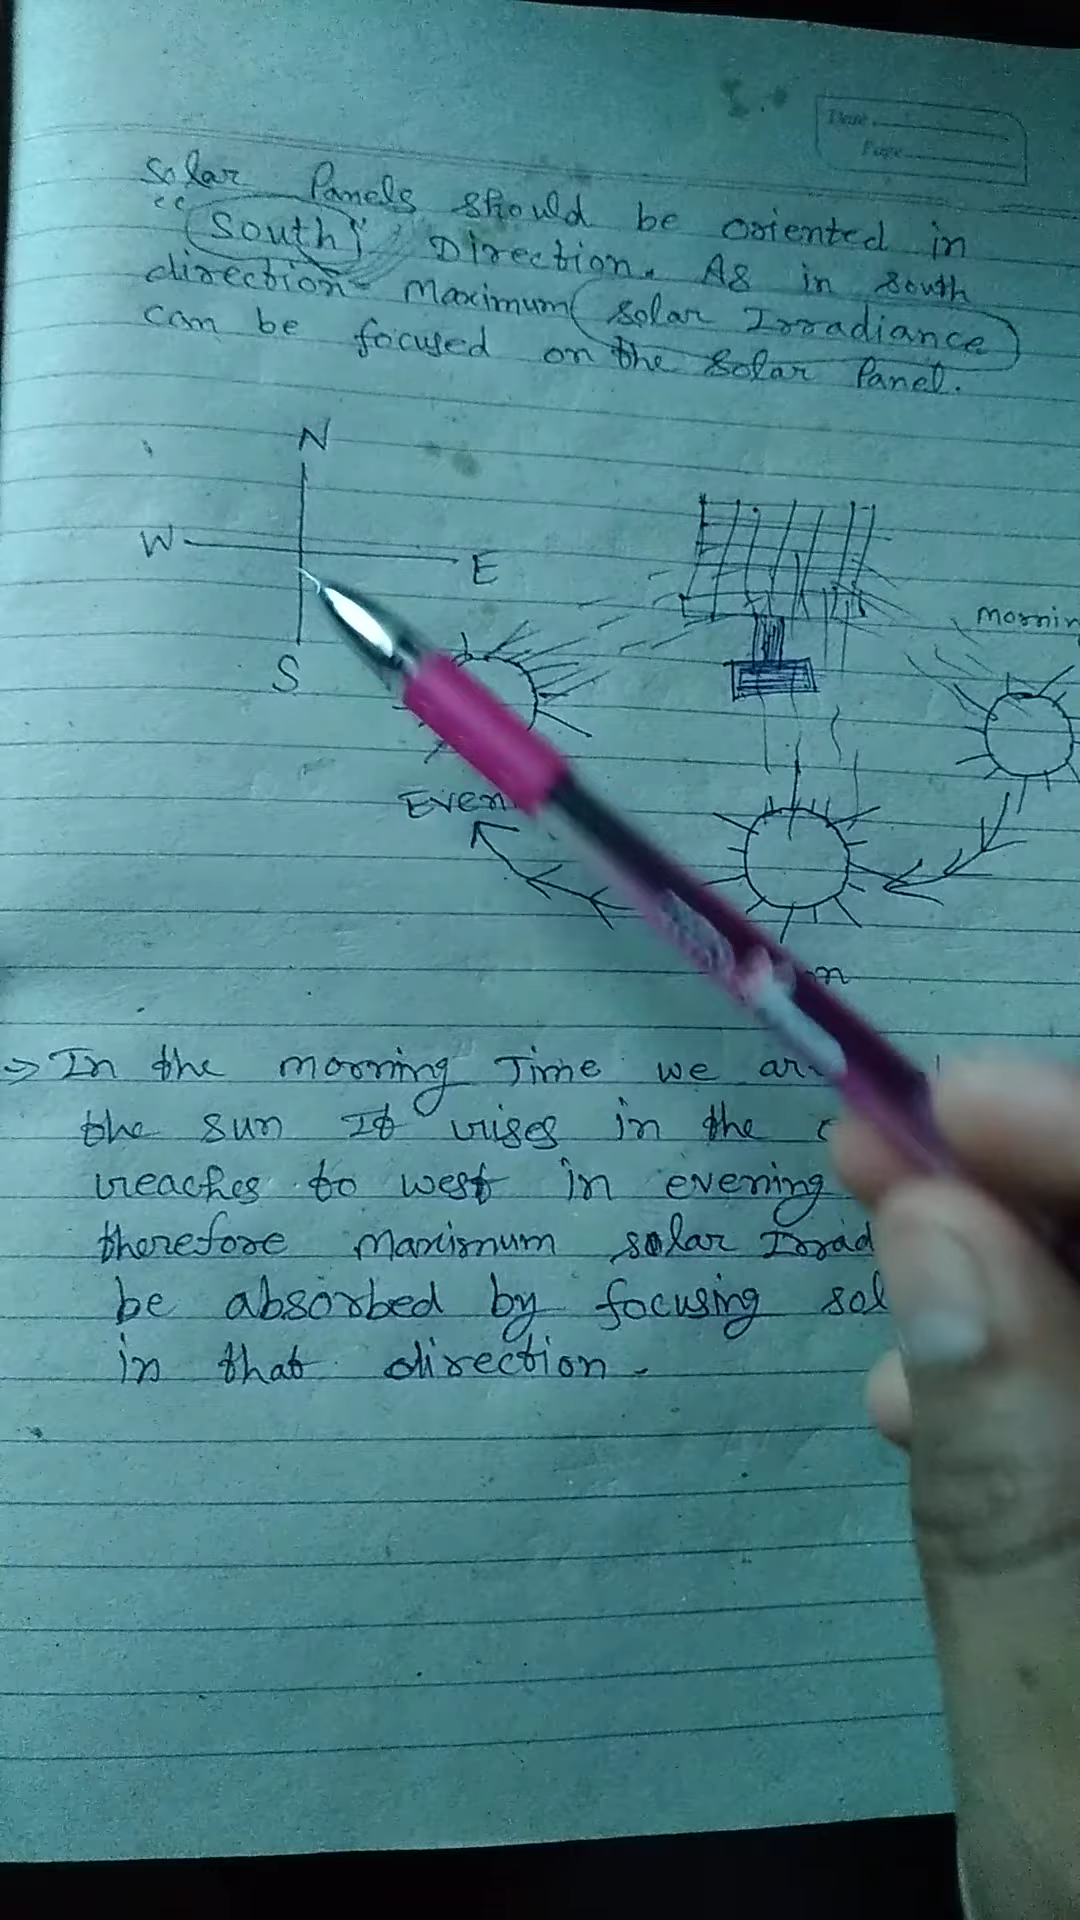 Date
Page
Solar Panels should be oriented in
"South" Direction. As in south
direction maximum solar Irradiance
can be focused on the solar Panel.
N
W
E
S
Morning
Even
⇒ In the morning Time we
the sun It rises in the
reaches to west in evening
therefore maximum solar Irrad
be absorbed by focusing sol
in that direction.